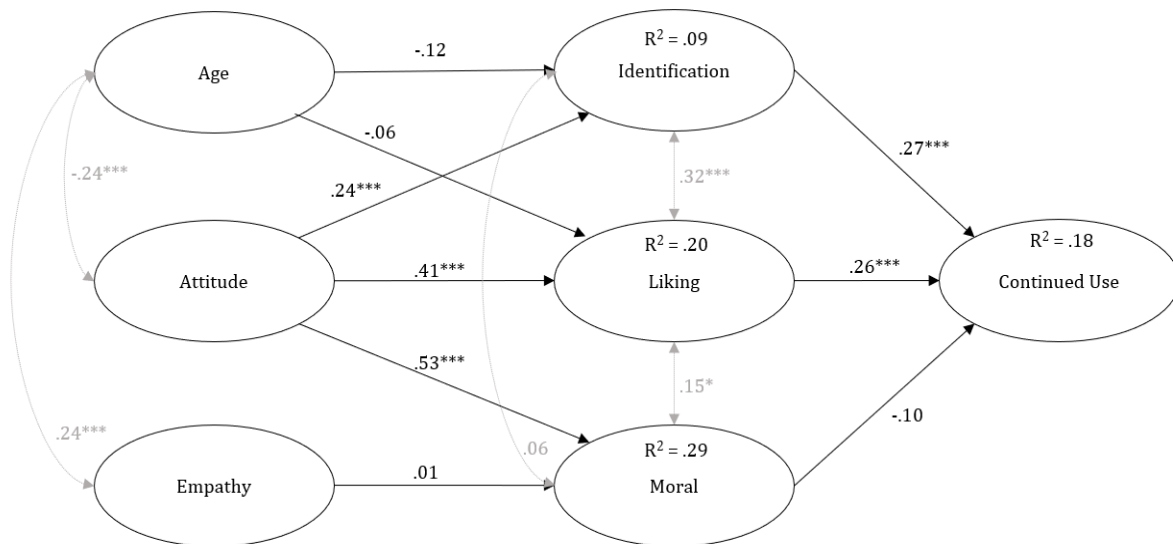 R² = .09
Age
Identification
-.12
-.06
.27***
-.24***
.24***
.32***
R² = .20
R² = .18
Attitude
.41***
Liking
.26***
Continued Use
.53***
.15*
-.10
.24***
.06
R² = .29
Empathy
.01
Moral